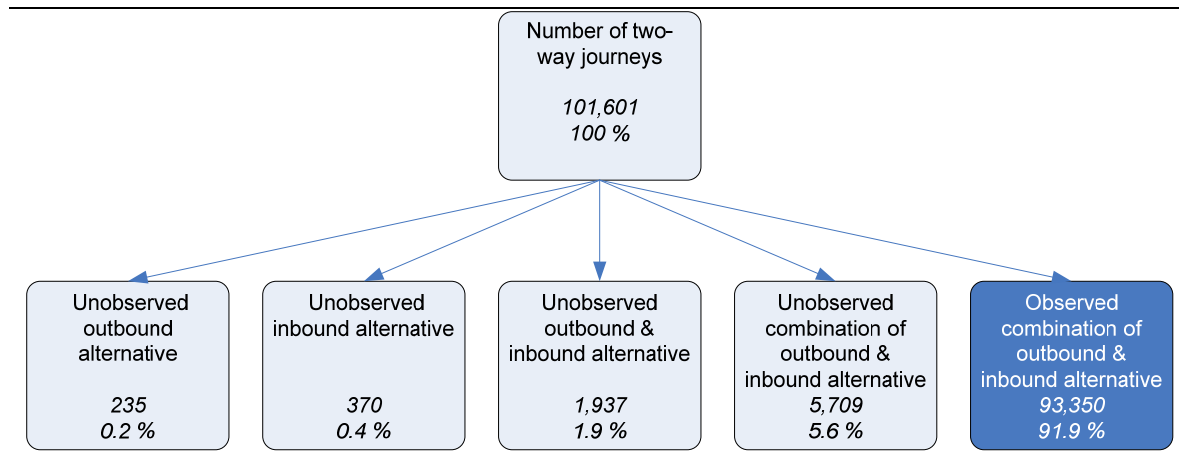 Number of two-
way journeys
101,601
100 %
Unobserved
outbound
alternative
235
0.2 %
Unobserved
inbound alternative
370
0.4 %
Unobserved
outbound &
inbound alternative
1,937
1.9 %
Unobserved
combination of
outbound &
inbound alternative
5,709
5.6 %
Observed
combination of
outbound &
inbound alternative
93,350
91.9 %